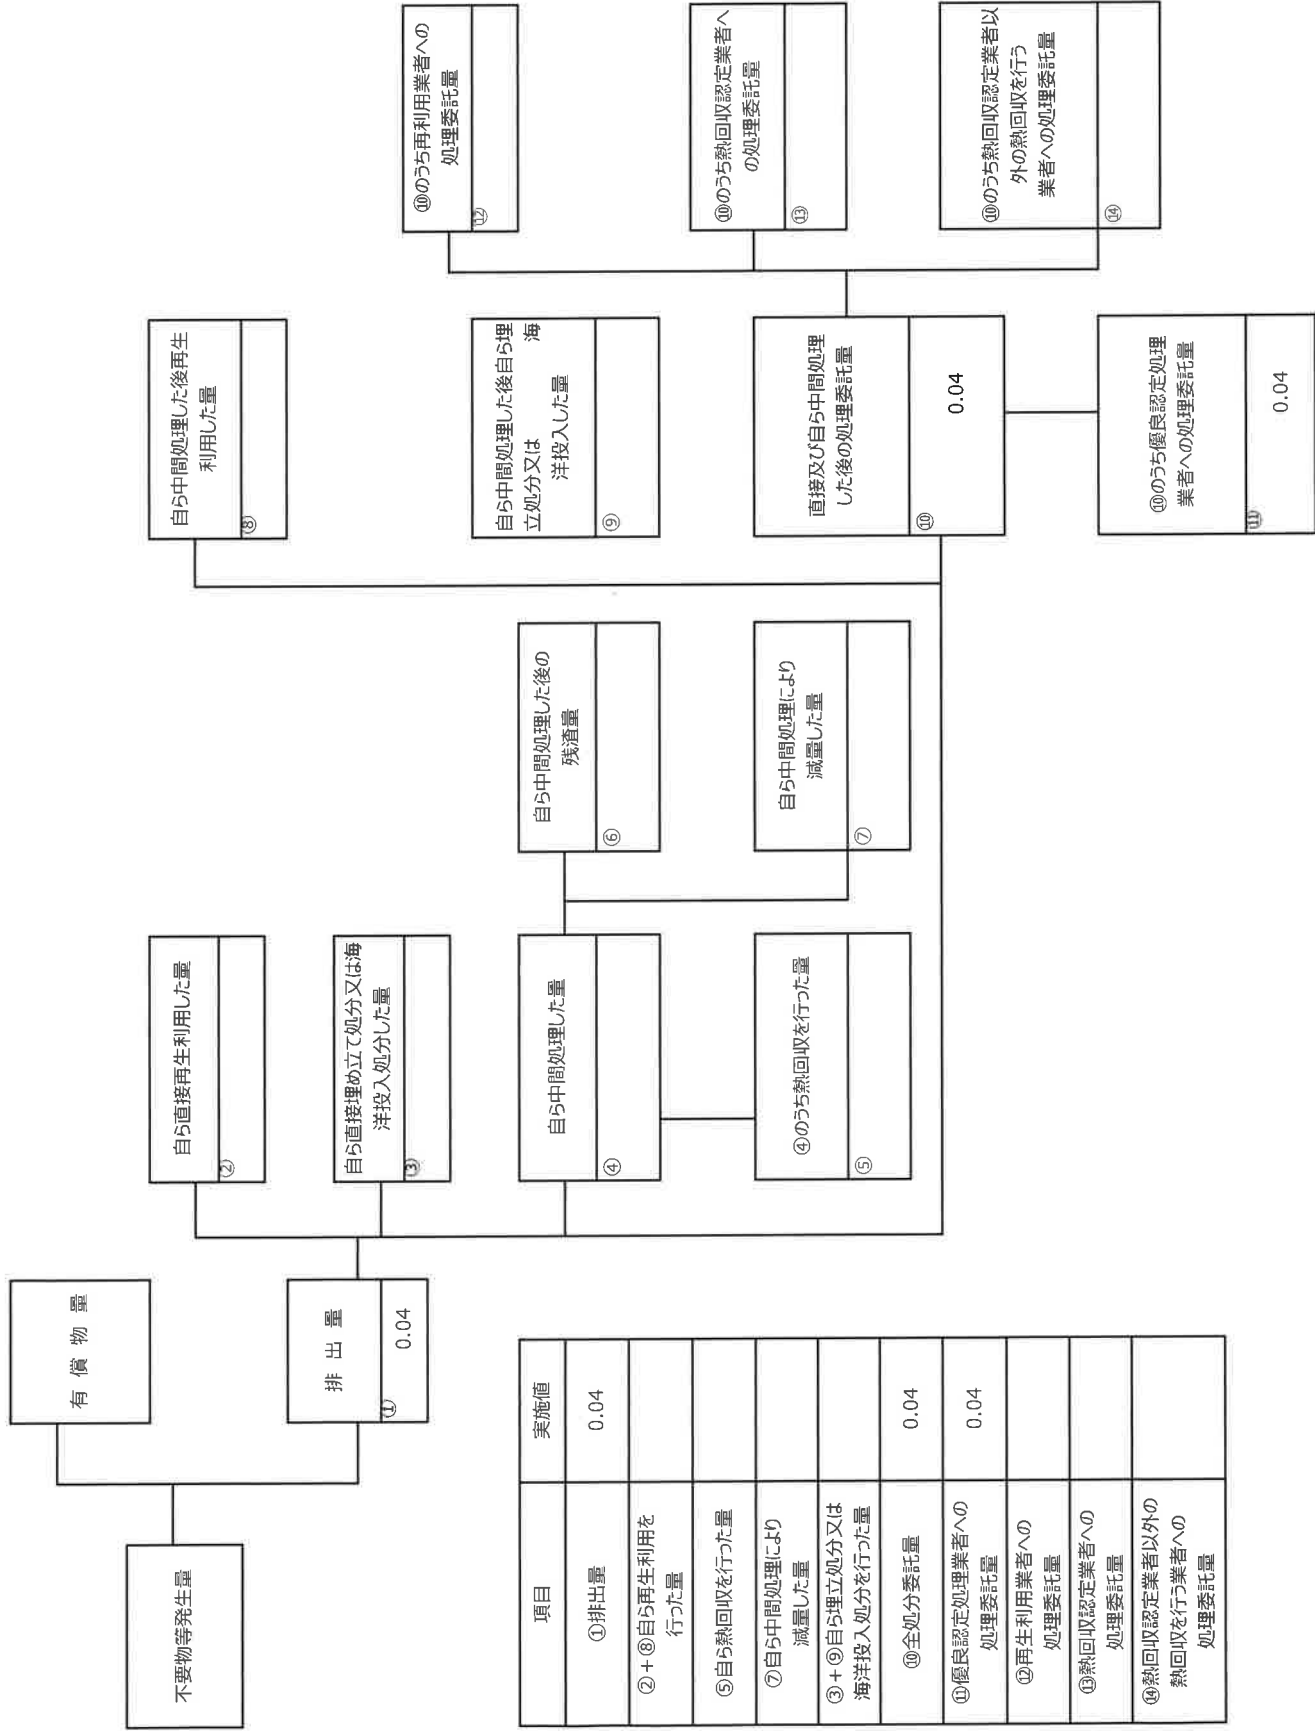 不要物等発生量
有 償 物 量
排 出 量
①
0.04
自ら直接再生利用した量
②
自ら直接埋め立て処分又は海
洋投入処分した量
③
自ら中間処理した量
④
④のうち熱回収を行った量
⑤
自ら中間処理した後の
残渣量
⑥
自ら中間処理により
減量した量
⑦
自ら中間処理した後再生
利用した量
⑧
自ら中間処理した後自ら埋
立処分又は 海
洋投入した量
⑨
直接及び自ら中間処理
した後の処理委託量
⑩
0.04
⑩のうち優良認定処理
業者への処理委託量
⑪
0.04
⑩のうち再利用業者への
処理委託量
⑫
⑩のうち熱回収認定業者へ
の処理委託量
⑬
⑩のうち熱回収認定業者以
外の熱回収を行う
業者への処理委託量
⑭
項目 実施値
①排出量 0.04
②+⑧自ら再生利用を
行った量
⑤自ら熱回収を行った量
⑦自ら中間処理により
減量した量
③+⑨自ら埋立処分又は
海洋投入処分を行った量
⑩全処分委託量 0.04
⑪優良認定処理業者への
処理委託量 0.04
⑫再生利用業者への
処理委託量
⑬熱回収認定業者への
処理委託量
⑭熱回収認定業者以外の
熱回収を行う業者への
処理委託量